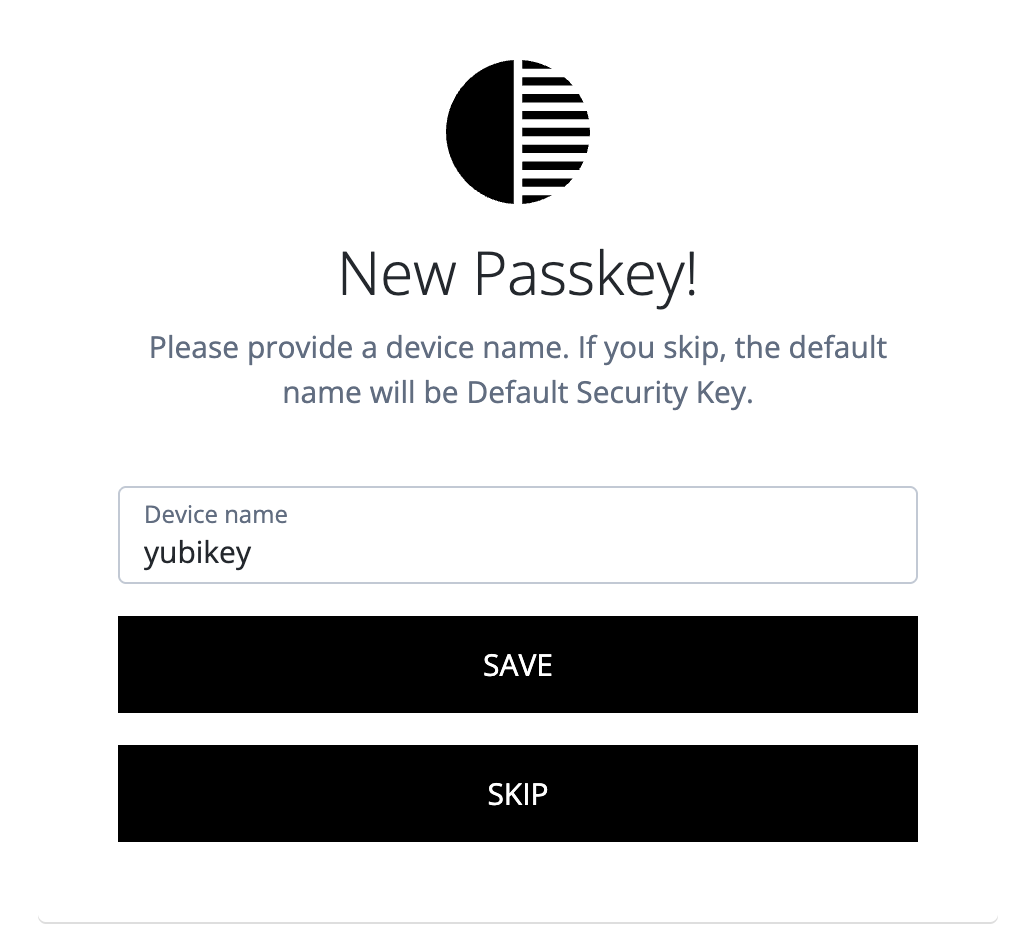 New Passkey!
Please provide a device name. If you skip, the default
name will be Default Security Key.
Device name
yubikey
SAVE
SKIP